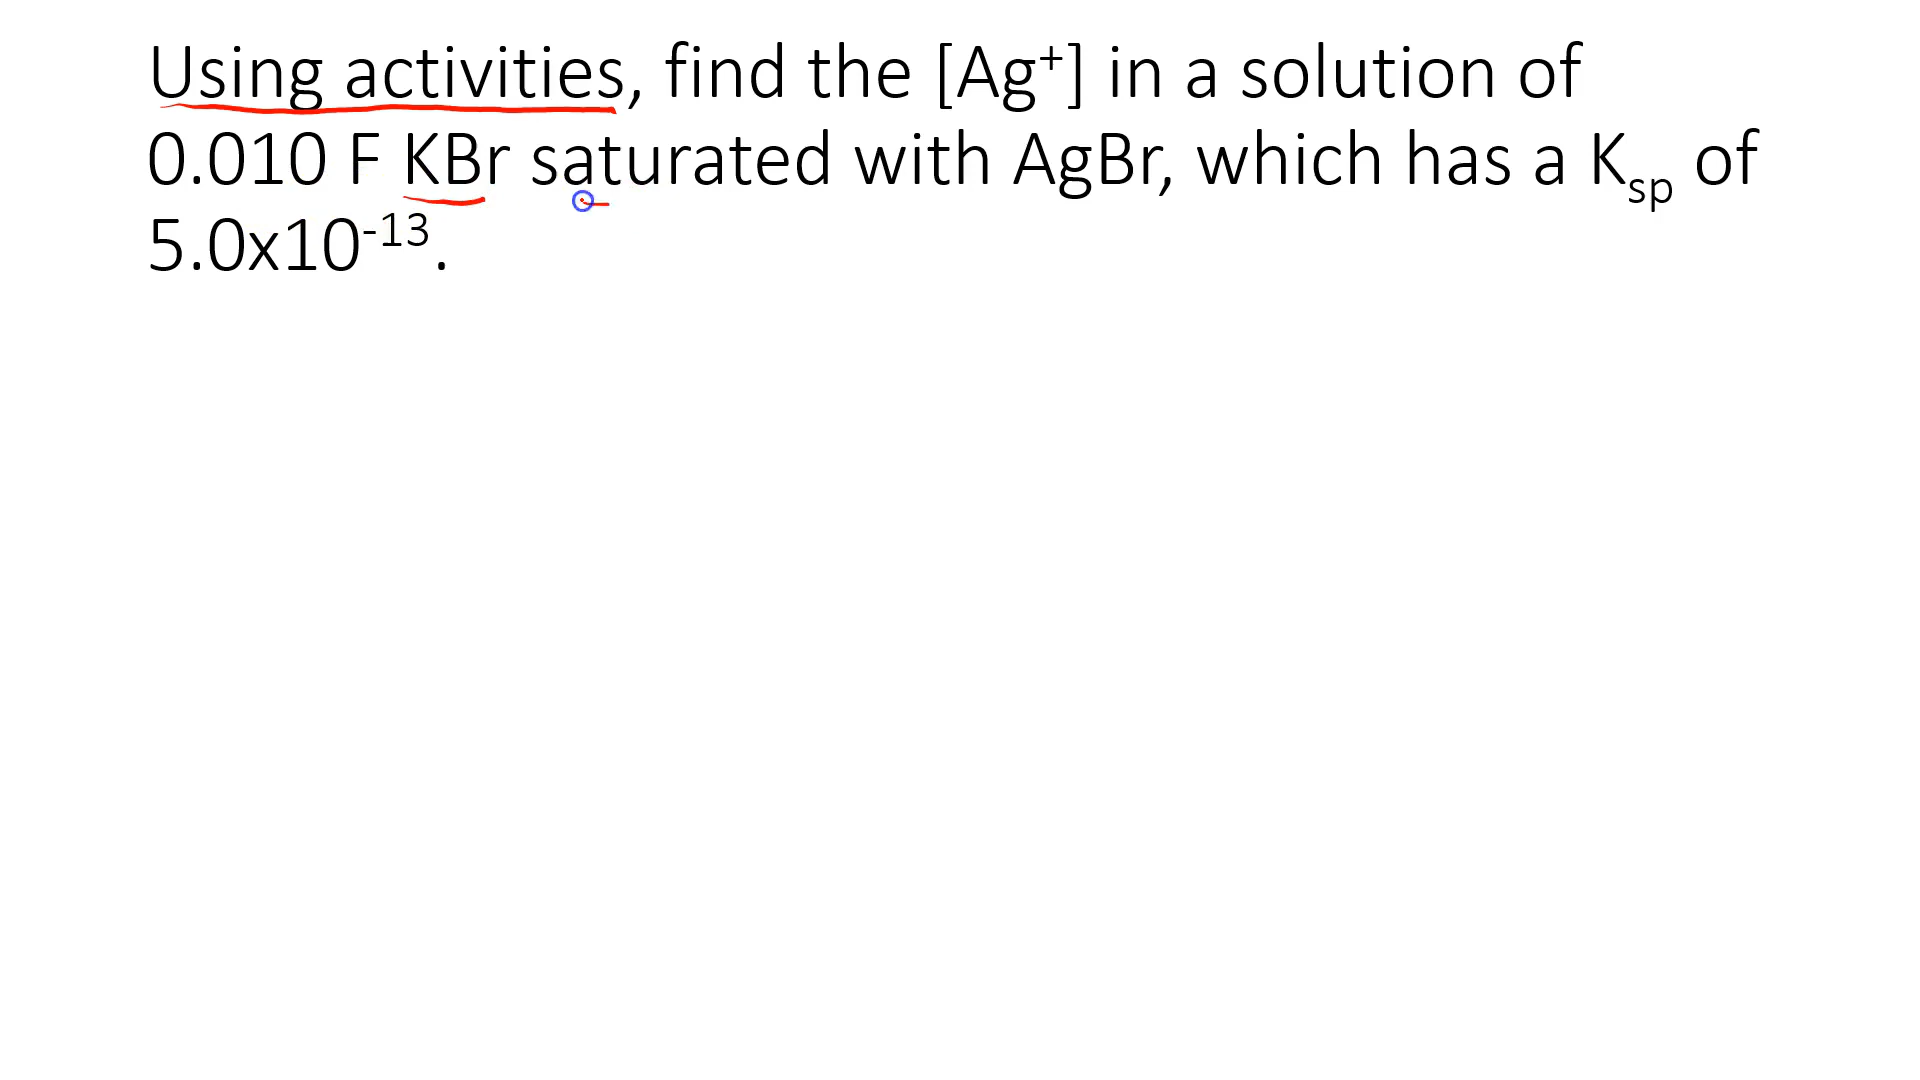 Using activities, find the [Ag⁺] in a solution of
0.010 F KBr saturated with AgBr, which has a Kₛₚ of
5.0x10⁻¹³.